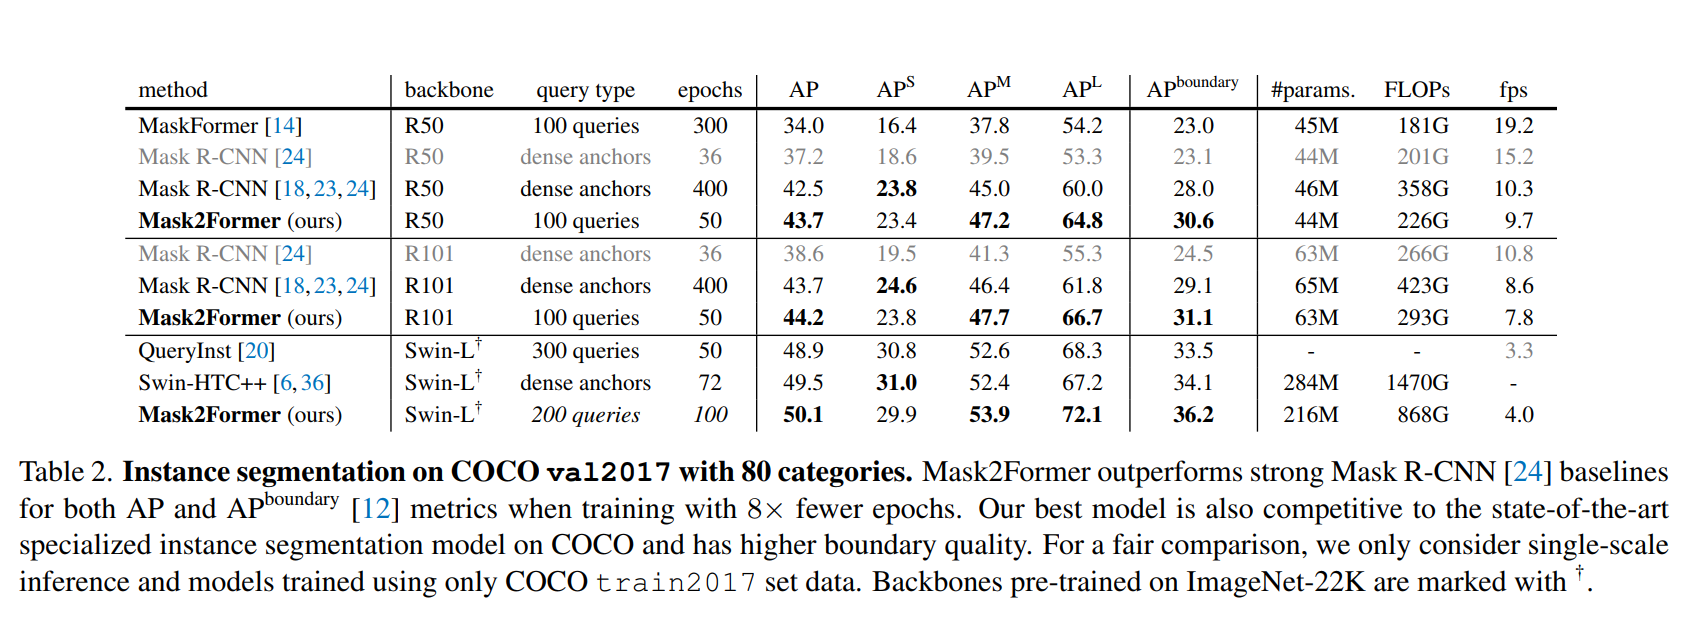 method backbone query type epochs AP AP^S AP^M AP^L AP^boundary #params. FLOPs fps
MaskFormer [14] R50 100 queries 300 34.0 16.4 37.8 54.2 23.0 45M 181G 19.2
Mask R-CNN [24] R50 dense anchors 36 37.2 18.6 39.5 53.3 23.1 44M 201G 15.2
Mask R-CNN [18,23,24] R50 dense anchors 400 42.5 23.8 45.0 60.0 28.0 46M 358G 10.3
Mask2Former (ours) R50 100 queries 50 43.7 23.4 47.2 64.8 30.6 44M 226G 9.7
Mask R-CNN [24] R101 dense anchors 36 38.6 19.5 41.3 55.3 24.5 63M 266G 10.8
Mask R-CNN [18,23,24] R101 dense anchors 400 43.7 24.6 46.4 61.8 29.1 65M 423G 8.6
Mask2Former (ours) R101 100 queries 50 44.2 23.8 47.7 66.7 31.1 63M 293G 7.8
QueryInst [20] Swin-L† 300 queries 50 48.9 30.8 52.6 68.3 33.5 - - 3.3
Swin-HTC++ [6,36] Swin-L† dense anchors 72 49.5 31.0 52.4 67.2 34.1 284M 1470G -
Mask2Former (ours) Swin-L† 200 queries 100 50.1 29.9 53.9 72.1 36.2 216M 868G 4.0
Table 2. Instance segmentation on COCO val2017 with 80 categories. Mask2Former outperforms strong Mask R-CNN [24] baselines
for both AP and AP^boundary [12] metrics when training with 8× fewer epochs. Our best model is also competitive to the state-of-the-art
specialized instance segmentation model on COCO and has higher boundary quality. For a fair comparison, we only consider single-scale
inference and models trained using only COCO train2017 set data. Backbones pre-trained on ImageNet-22K are marked with †.